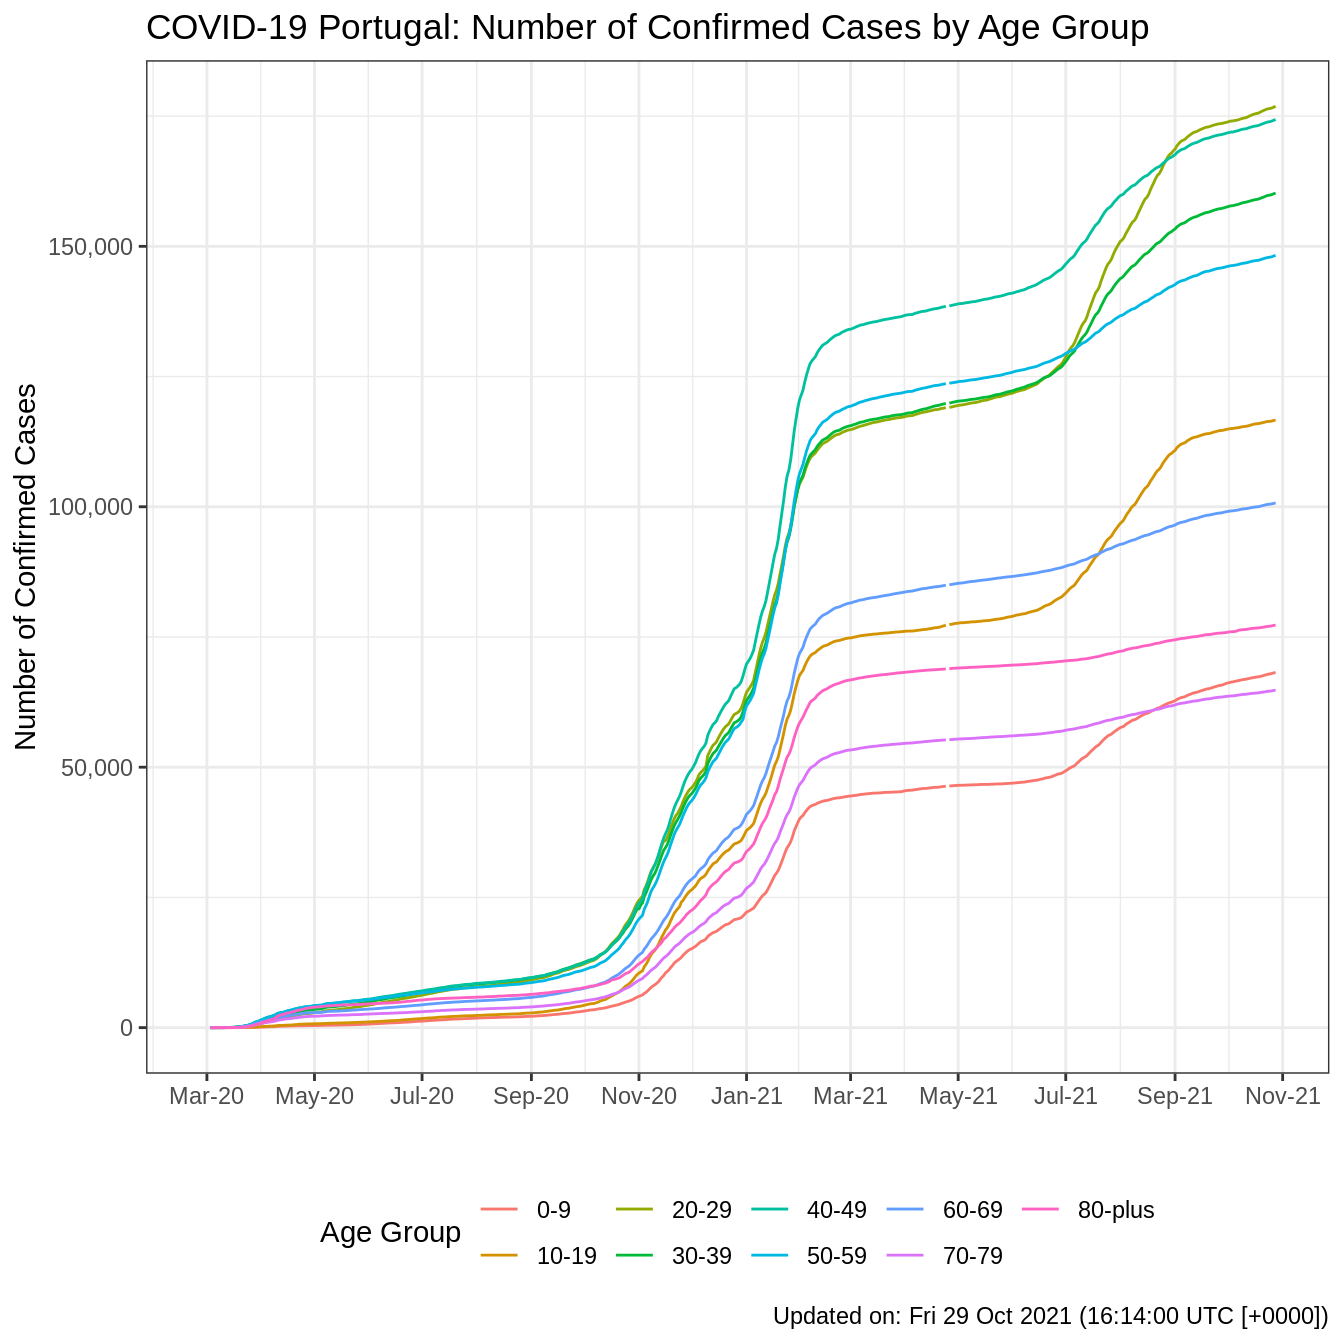 COVID-19 Portugal: Number of Confirmed Cases by Age Group
Number of Confirmed Cases
150,000
100,000
50,000
0
Mar-20 May-20 Jul-20 Sep-20 Nov-20 Jan-21 Mar-21 May-21 Jul-21 Sep-21 Nov-21
Age Group
0-9 20-29 40-49 60-69 80-plus
10-19 30-39 50-59 70-79
Updated on: Fri 29 Oct 2021 (16:14:00 UTC [+0000])